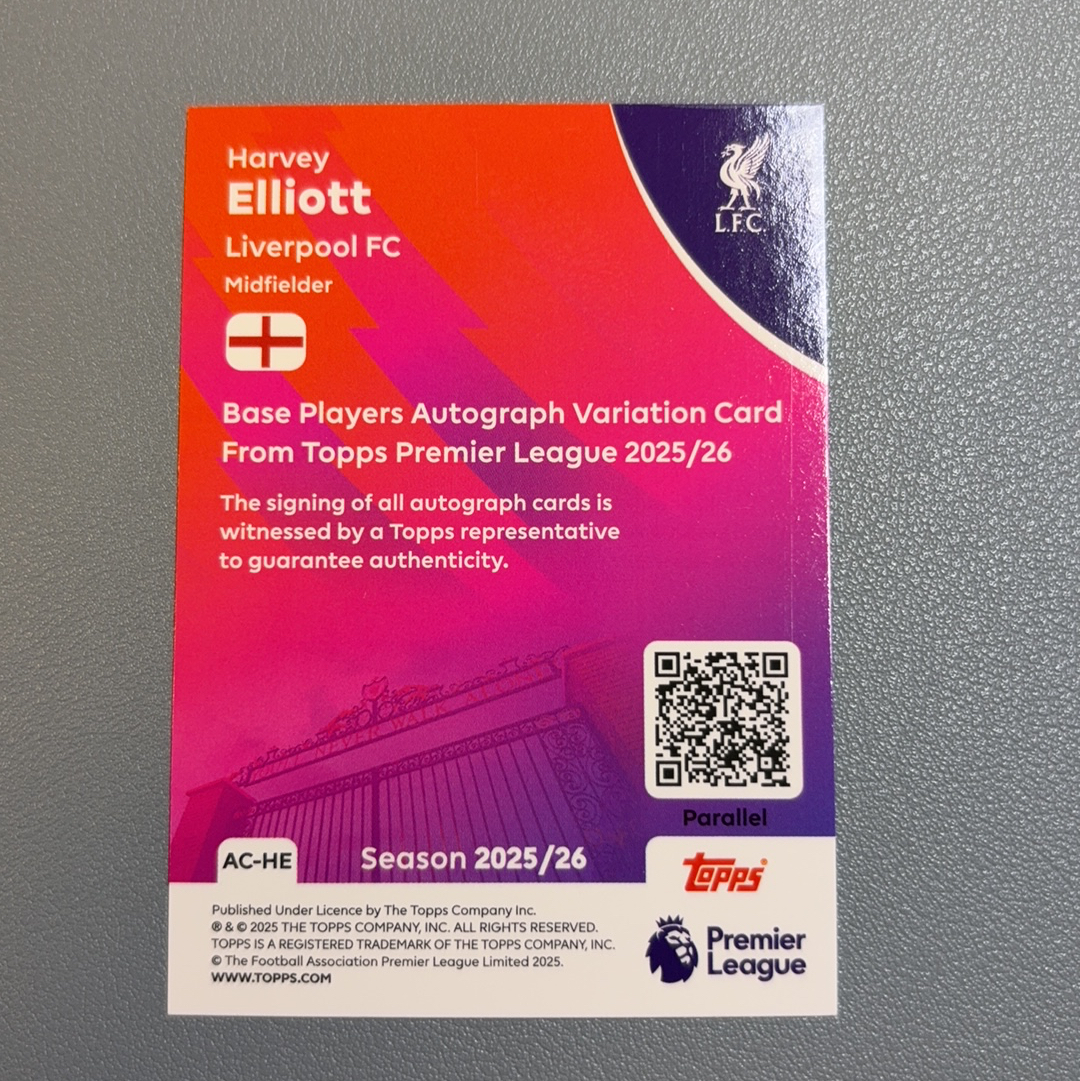 Harvey
Elliott
Liverpool FC
Midfielder
L.F.C.
Base Players Autograph Variation Card
From Topps Premier League 2025/26
The signing of all autograph cards is
witnessed by a Topps representative
to guarantee authenticity.
NEVER WALK
Parallel
AC-HE
Season 2025/26
topps®
Published Under Licence by The Topps Company Inc.
® & © 2025 THE TOPPS COMPANY, INC. ALL RIGHTS RESERVED.
TOPPS IS A REGISTERED TRADEMARK OF THE TOPPS COMPANY, INC.
© The Football Association Premier League Limited 2025.
WWW.TOPPS.COM
Premier
League